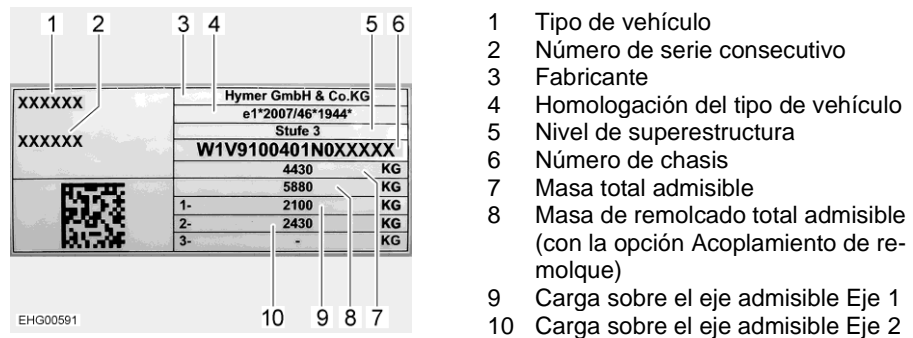 1 2 3 4 5 6
XXXXXX
XXXXXX
Hymer GmbH & Co.KG
e1*2007/46*1944*
Stufe 3
W1V9100401N0XXXXX
4430 KG
5880 KG
1- 2100 KG
2- 2430 KG
3- - KG
10 9 8 7
EHG00591
1 Tipo de vehículo
2 Número de serie consecutivo
3 Fabricante
4 Homologación del tipo de vehículo
5 Nivel de superestructura
6 Número de chasis
7 Masa total admisible
8 Masa de remolcado total admisible
(con la opción Acoplamiento de re-
molque)
9 Carga sobre el eje admisible Eje 1
10 Carga sobre el eje admisible Eje 2